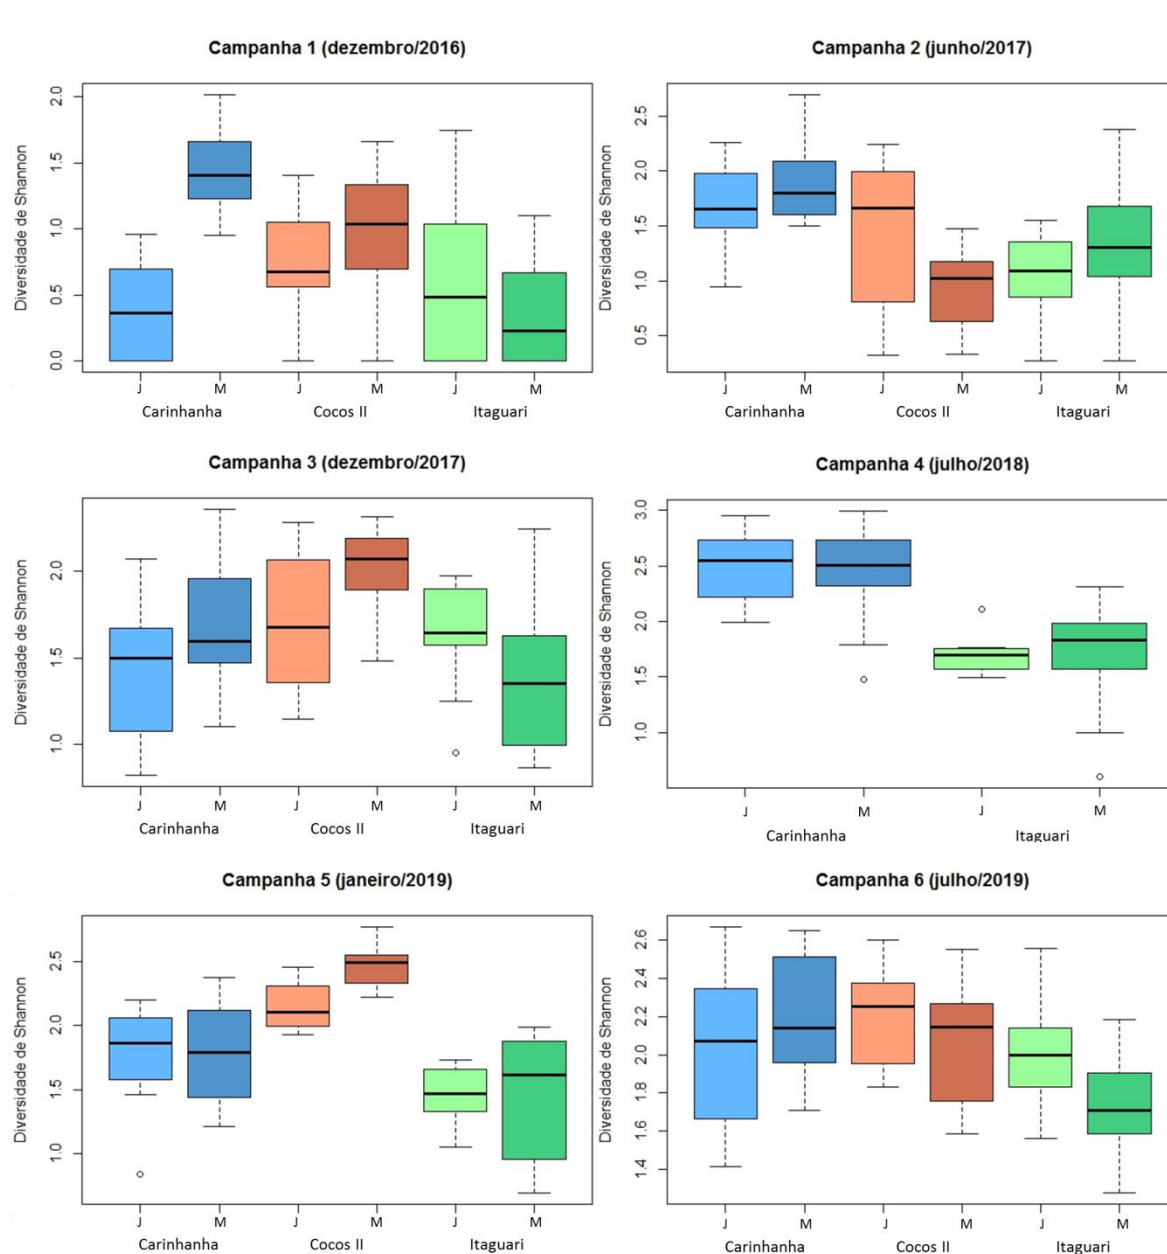 Campanha 1 (dezembro/2016)
Diversidade de Shannon
2.0
1.5
1.0
0.5
0.0
J M J M J M
Carinhanha Cocos II Itaguari
Campanha 2 (junho/2017)
Diversidade de Shannon
2.5
2.0
1.5
1.0
0.5
J M J M J M
Carinhanha Cocos II Itaguari
Campanha 3 (dezembro/2017)
Diversidade de Shannon
2.0
1.5
1.0
J M J M J M
Carinhanha Cocos II Itaguari
Campanha 4 (julho/2018)
Diversidade de Shannon
3.0
2.5
2.0
1.5
1.0
J M J M
Carinhanha Itaguari
Campanha 5 (janeiro/2019)
Diversidade de Shannon
2.5
2.0
1.5
1.0
J M J M J M
Carinhanha Cocos II Itaguari
Campanha 6 (julho/2019)
Diversidade de Shannon
2.6
2.4
2.2
2.0
1.8
1.6
1.4
J M J M J M
Carinhanha Cocos II Itaguari